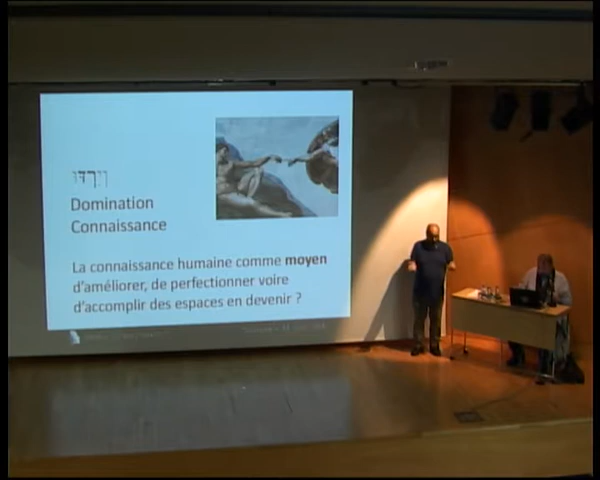 וְיִרְדּוּ
Domination
Connaissance
La connaissance humaine comme moyen
d'améliorer, de perfectionner voire
d'accomplir des espaces en devenir ?